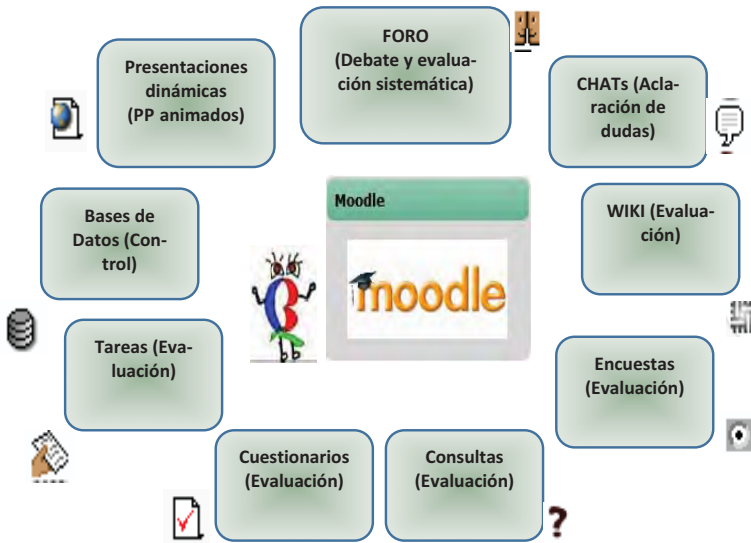 FORO
(Debate y evalua-
ción sistemática)
Presentaciones
dinámicas
(PP animados)
CHATs (Acla-
ración de
dudas)
Bases de
Datos (Con-
trol)
Moodle
moodle
WIKI (Evalua-
ción)
Tareas (Eva-
luación)
Encuestas
(Evaluación)
Cuestionarios
(Evaluación)
Consultas
(Evaluación)
?